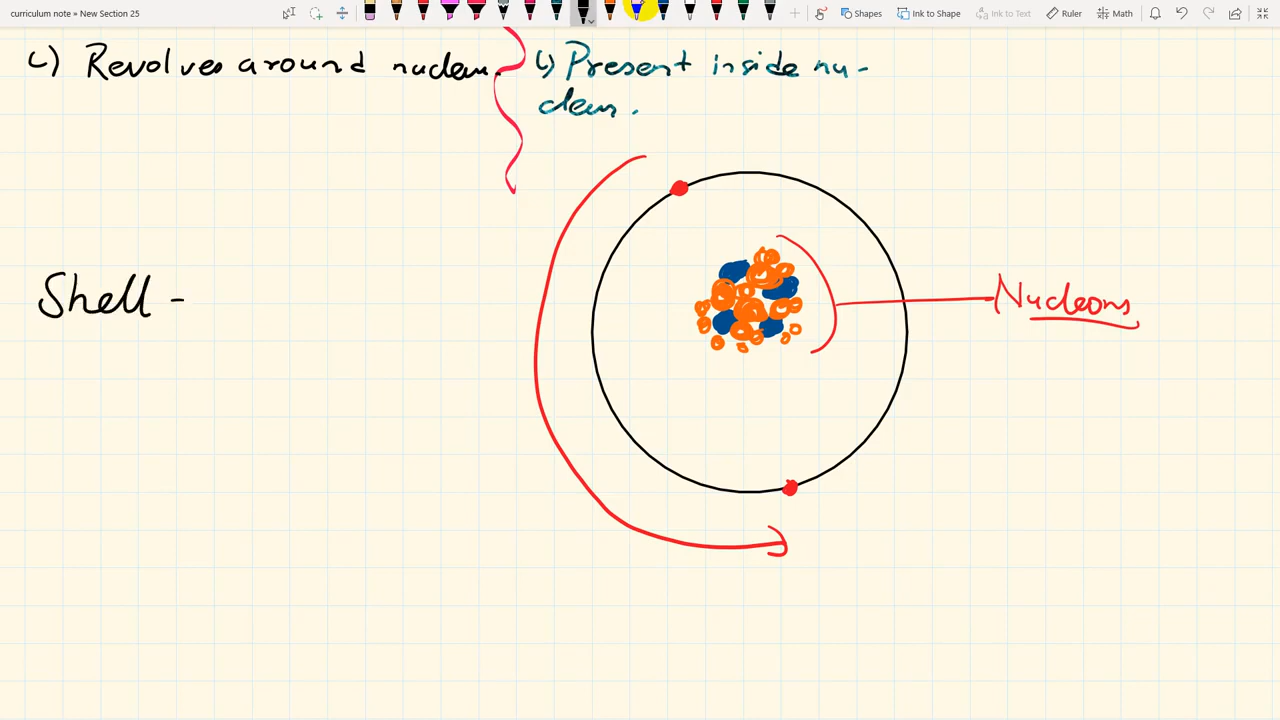 curriculum note » New Section 25
Shapes
Ink to Shape
Ink to Text
Ruler
Math
c) Revolves around nucleus.
c) Present inside nu-
cleus.
Shell -
Nucleons